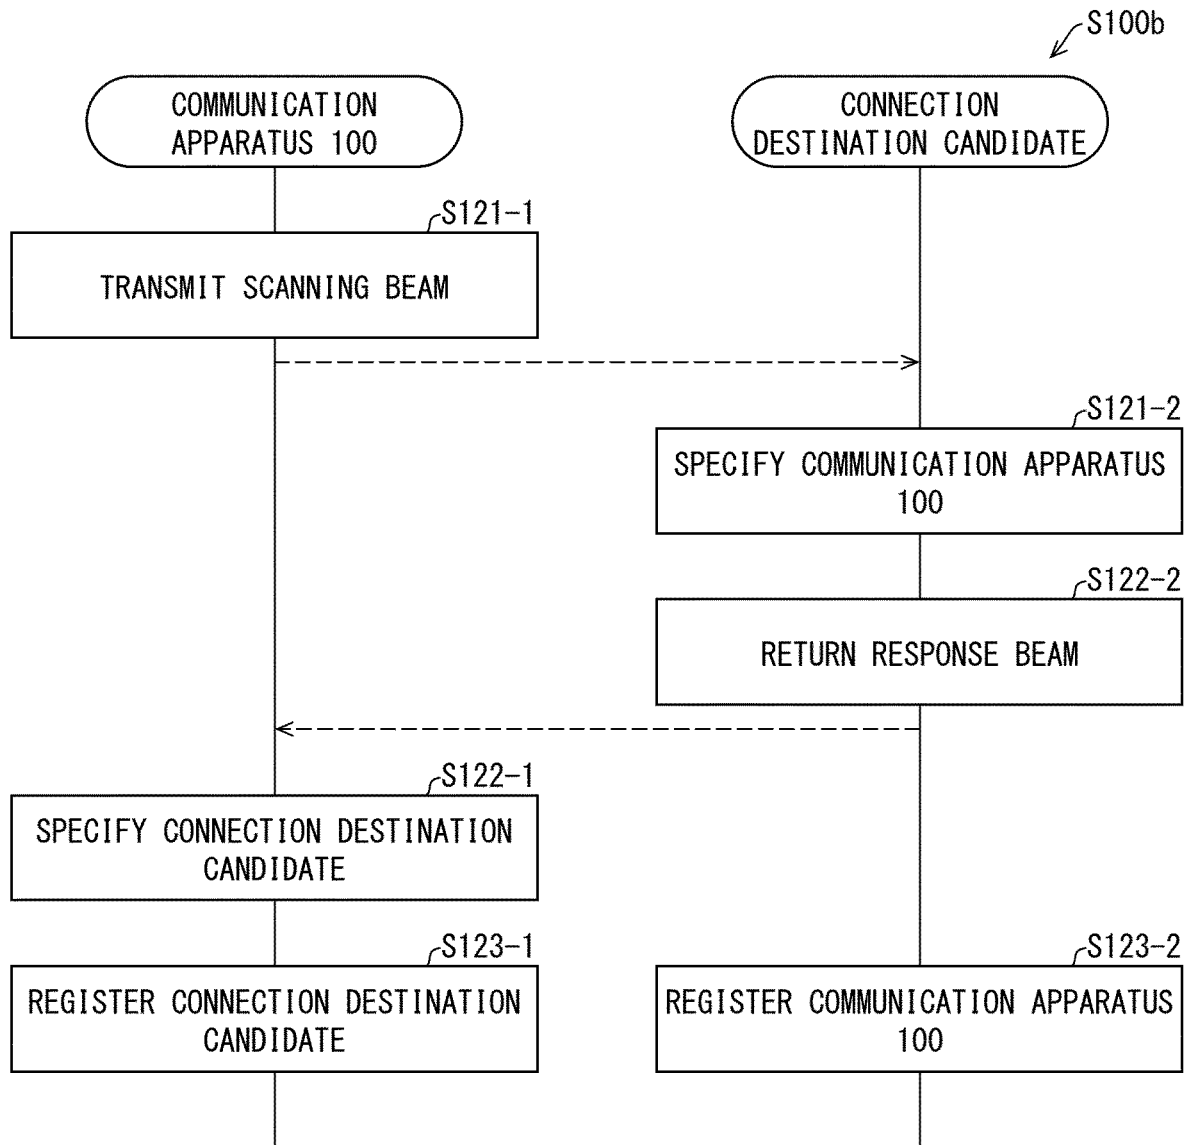 S100b
COMMUNICATION
APPARATUS 100
CONNECTION
DESTINATION CANDIDATE
S121-1
TRANSMIT SCANNING BEAM
S121-2
SPECIFY COMMUNICATION APPARATUS
100
S122-2
RETURN RESPONSE BEAM
S122-1
SPECIFY CONNECTION DESTINATION
CANDIDATE
S123-1
REGISTER CONNECTION DESTINATION
CANDIDATE
S123-2
REGISTER COMMUNICATION APPARATUS
100